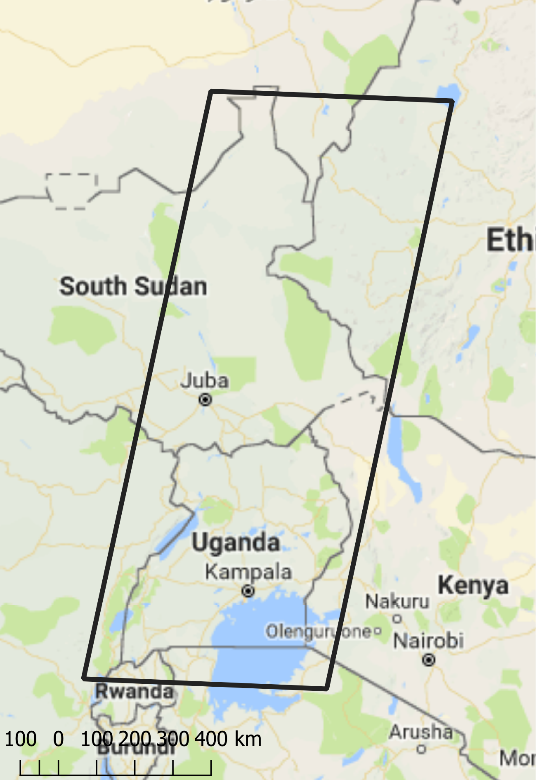 Ethi
South Sudan
Juba
Uganda
Kampala
Kenya
Nakuru
Olenguruone
Nairobi
Rwanda
Arusha
100 0 100 200 300 400 km
Burundi
Mor